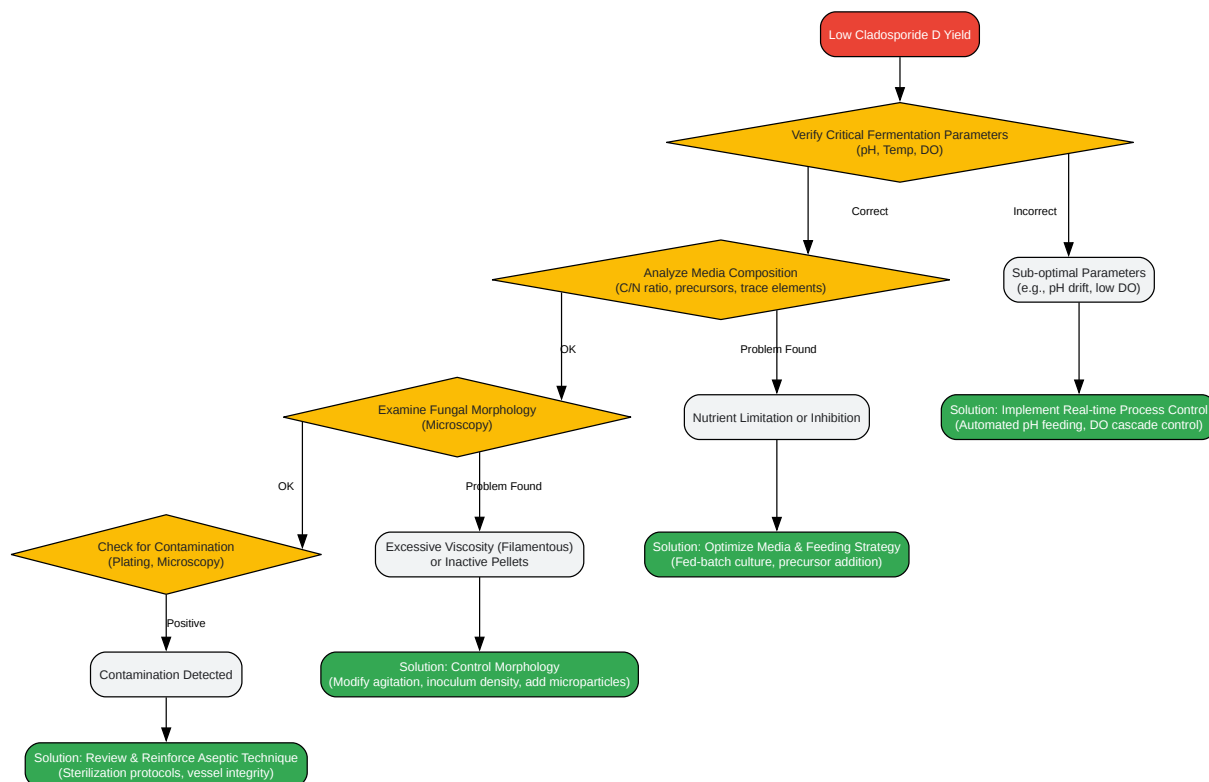 Low Cladosporide D Yield
Verify Critical Fermentation Parameters
(pH, Temp, DO)
Correct
Incorrect
Analyze Media Composition
(C/N ratio, precursors, trace elements)
Sub-optimal Parameters
(e.g., pH drift, low DO)
OK
Problem Found
Examine Fungal Morphology
(Microscopy)
Nutrient Limitation or Inhibition
Solution: Implement Real-time Process Control
(Automated pH feeding, DO cascade control)
OK
Problem Found
Check for Contamination
(Plating, Microscopy)
Excessive Viscosity (Filamentous)
or Inactive Pellets
Solution: Optimize Media & Feeding Strategy
(Fed-batch culture, precursor addition)
Positive
Contamination Detected
Solution: Control Morphology
(Modify agitation, inoculum density, add microparticles)
Solution: Review & Reinforce Aseptic Technique
(Sterilization protocols, vessel integrity)